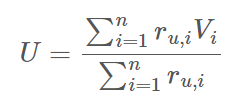 $U = \frac{\sum_{i=1}^{n} r_{u,i} V_i}{\sum_{i=1}^{n} r_{u,i}}$